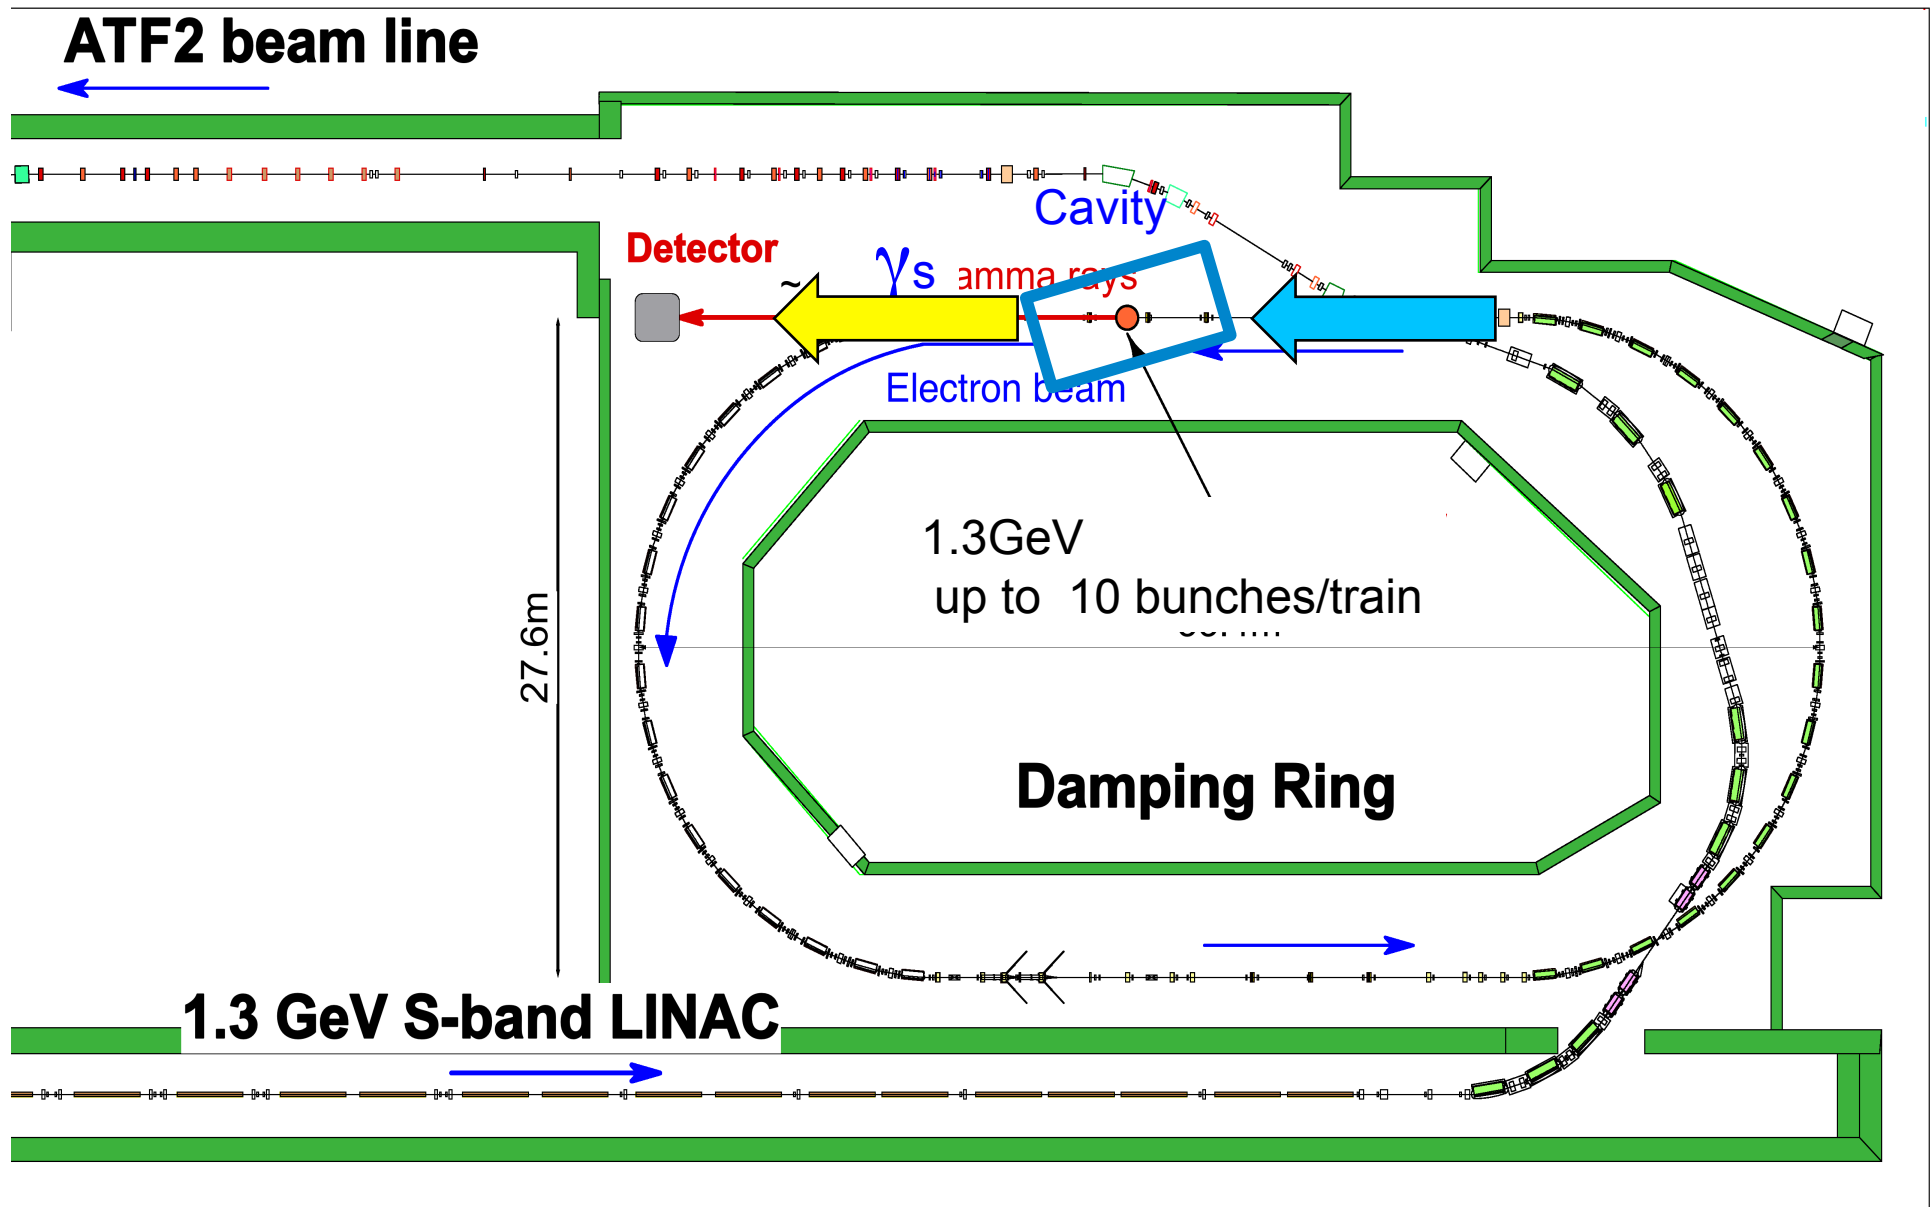 ATF2 beam line
Cavity
Detector
γs
amma rays
~
Electron beam
1.3GeV
up to 10 bunches/train
27.6m
Damping Ring
1.3 GeV S-band LINAC